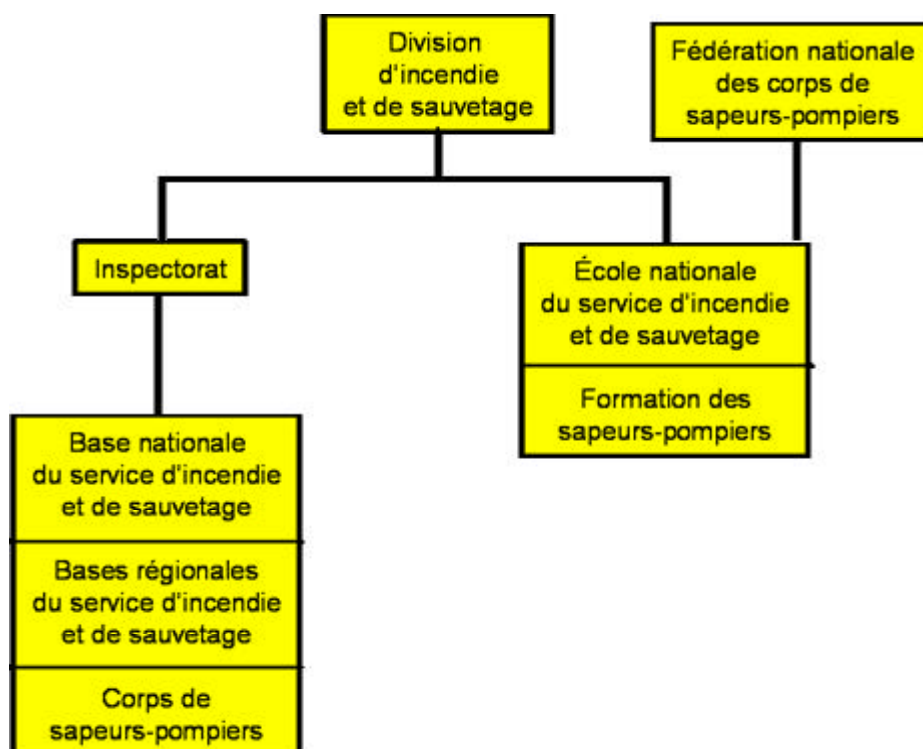 Division
d'incendie
et de sauvetage
Fédération nationale
des corps de
sapeurs-pompiers
Inspectorat
École nationale
du service d'incendie
et de sauvetage
Formation des
sapeurs-pompiers
Base nationale
du service d'incendie
et de sauvetage
Bases régionales
du service d'incendie
et de sauvetage
Corps de
sapeurs-pompiers